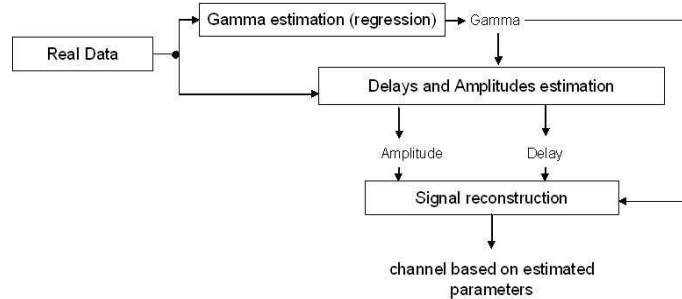 Gamma estimation (regression)
Gamma
Real Data
Delays and Amplitudes estimation
Amplitude
Delay
Signal reconstruction
channel based on estimated
parameters